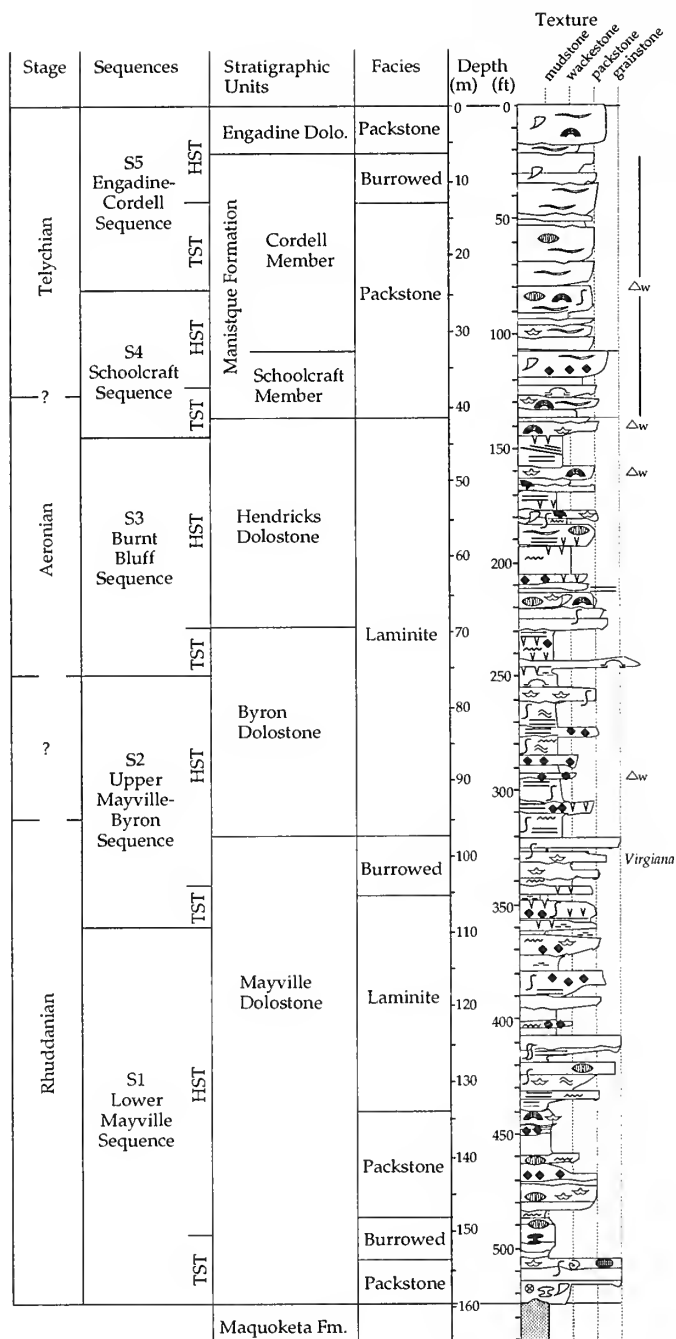 Texture
mudstone
wackestone
packstone
grainstone
Stage
Sequences
Stratigraphic
Units
Facies
Depth
(m) (ft)
Telychian
?
Aeronian
?
Rhuddanian
S5
Engadine-
Cordell
Sequence
HST
TST
S4
Schoolcraft
Sequence
HST
TST
S3
Burnt
Bluff
Sequence
HST
TST
S2
Upper
Mayville-
Byron
Sequence
HST
TST
S1
Lower
Mayville
Sequence
HST
TST
Engadine Dolo.
Manistque Formation
Cordell
Member
Schoolcraft
Member
Hendricks
Dolostone
Byron
Dolostone
Mayville
Dolostone
Maquoketa Fm.
Packstone
Burrowed
Packstone
Laminite
Burrowed
Laminite
Packstone
Burrowed
Packstone
0
10
20
30
40
50
60
70
80
90
100
110
120
130
140
150
160
0
50
100
150
200
250
300
350
400
450
500
△w
△w
△w
△w
Virgiana